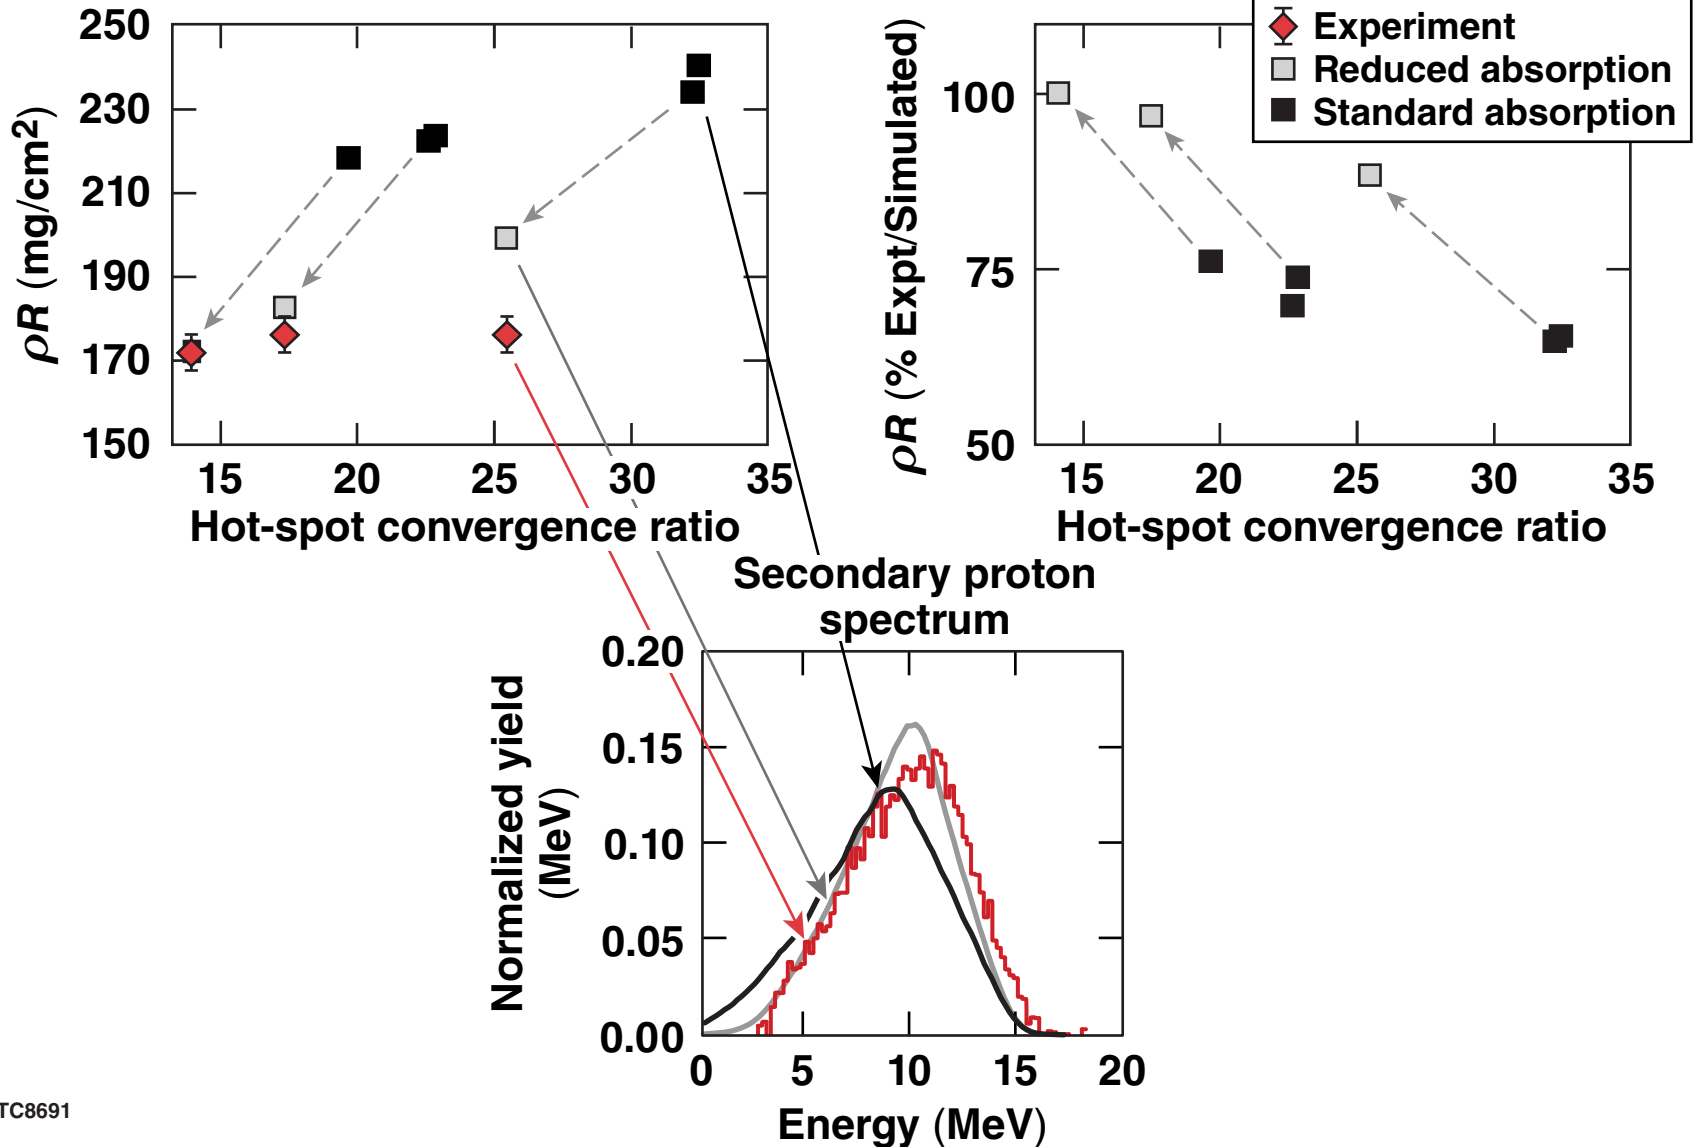 250
230
210
190
170
150
ρR (mg/cm2)
15 20 25 30 35
Hot-spot convergence ratio
Experiment
Reduced absorption
Standard absorption
100
75
50
ρR (% Expt/Simulated)
15 20 25 30 35
Hot-spot convergence ratio
Secondary proton
spectrum
0.20
0.15
0.10
0.05
0.00
Normalized yield
(MeV)
0 5 10 15 20
Energy (MeV)
TC8691